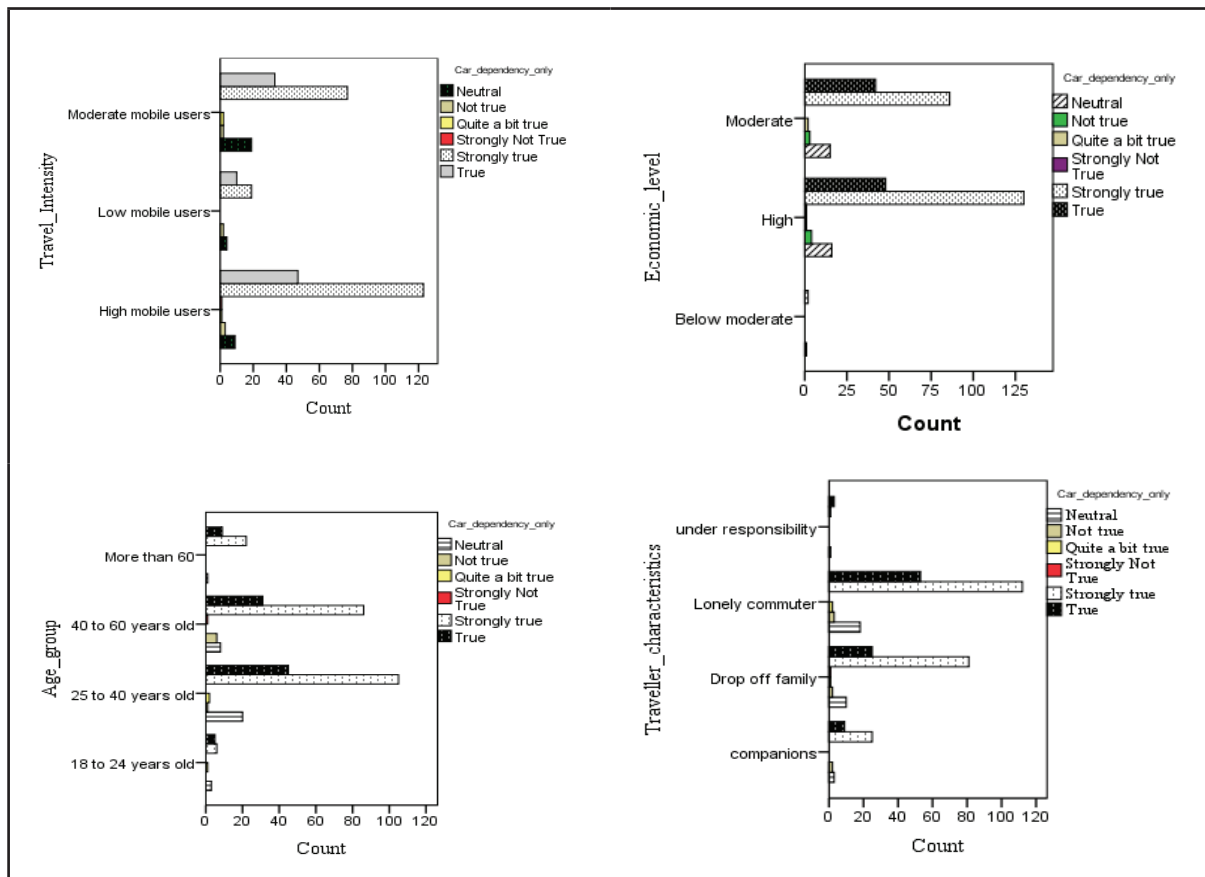 Car_dependency_only
Neutral
Not true
Quite a bit true
Strongly Not True
Strongly true
True
Moderate mobile users
Low mobile users
High mobile users
Travel_Intensity
0 20 40 60 80 100 120
Count
Car_dependency_only
Neutral
Not true
Quite a bit true
Strongly Not
True
Strongly true
True
Moderate
High
Below moderate
Economic_level
0 25 50 75 100 125
Count
Car_dependency_only
Neutral
Not true
Quite a bit true
Strongly Not
True
Strongly true
True
More than 60
40 to 60 years old
25 to 40 years old
18 to 24 years old
Age_group
0 20 40 60 80 100 120
Count
Car_dependency_only
Neutral
Not true
Quite a bit true
Strongly Not
True
Strongly true
True
under responsibility
Lonely commuter
Drop off family
companions
Traveller_characteristics
0 20 40 60 80 100 120
Count